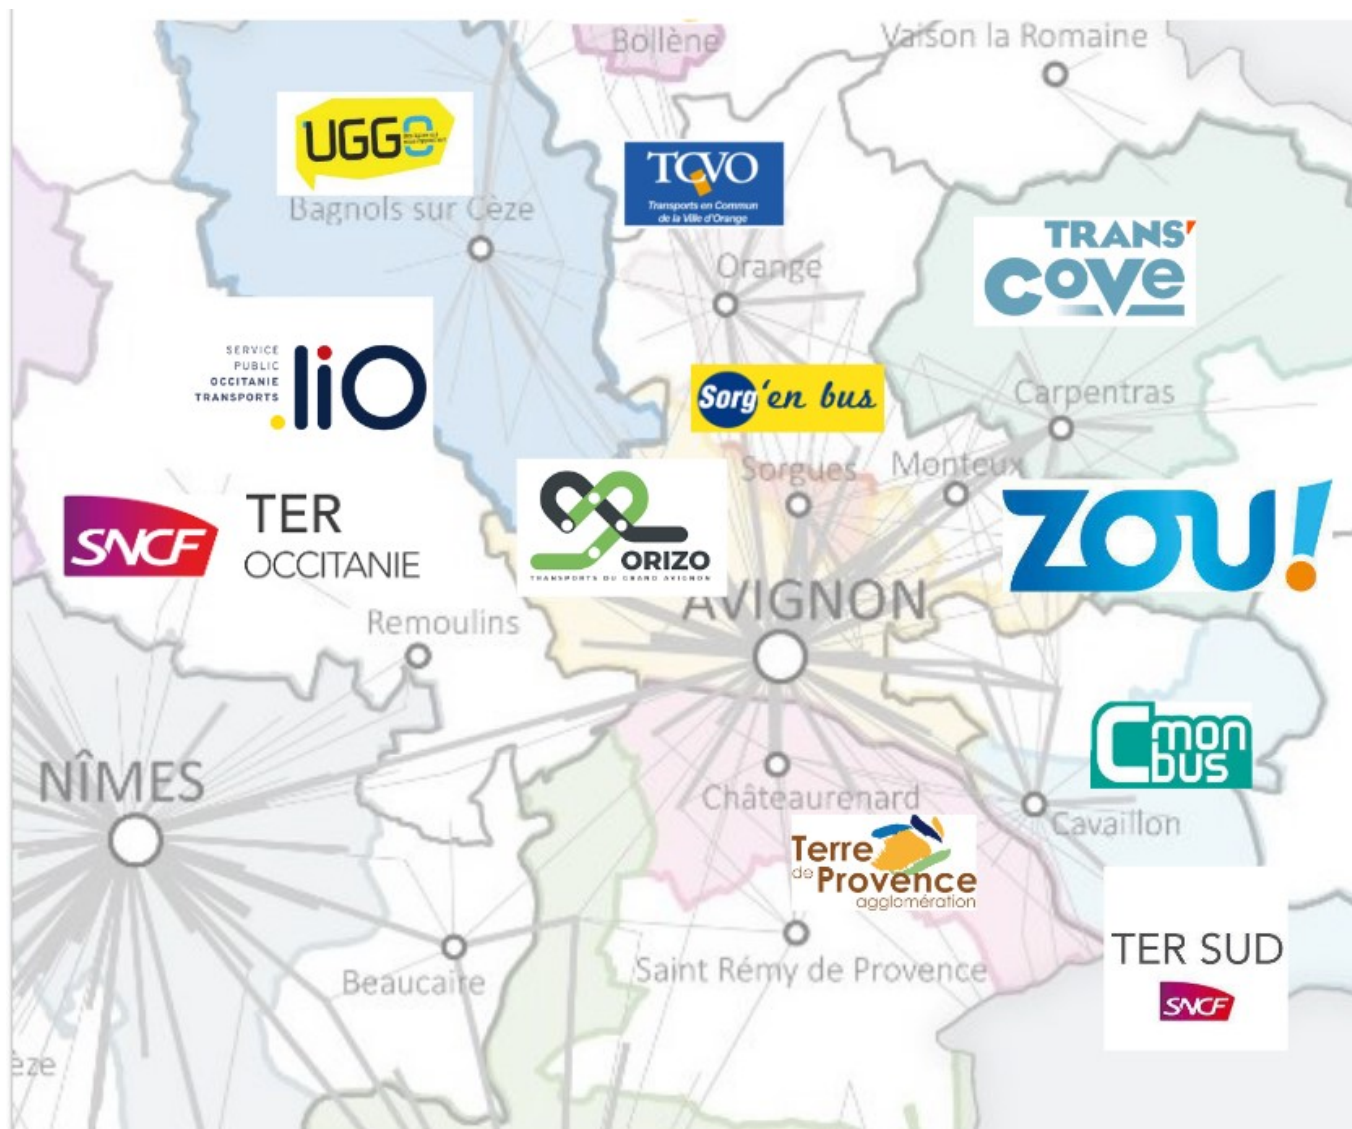 Bollène
Vaison la Romaine
UGGO
Bagnols sur Cèze
TCVO
Transports en Commun
de la Ville d'Orange
Orange
TRANS'
COVe
SERVICE
PUBLIC
OCCITANIE
TRANSPORTS
.liO
Sorg'en bus
Carpentras
Sorgues
Monteux
SNCF
TER
OCCITANIE
ORIZO
TRANSPORTS DU GRAND AVIGNON
ZOU!
AVIGNON
Remoulins
NÎMES
Cmon
bus
Châteaurenard
Cavaillon
Terre
de Provence
agglomération
TER SUD
SNCF
Beaucaire
Saint Rémy de Provence
èze